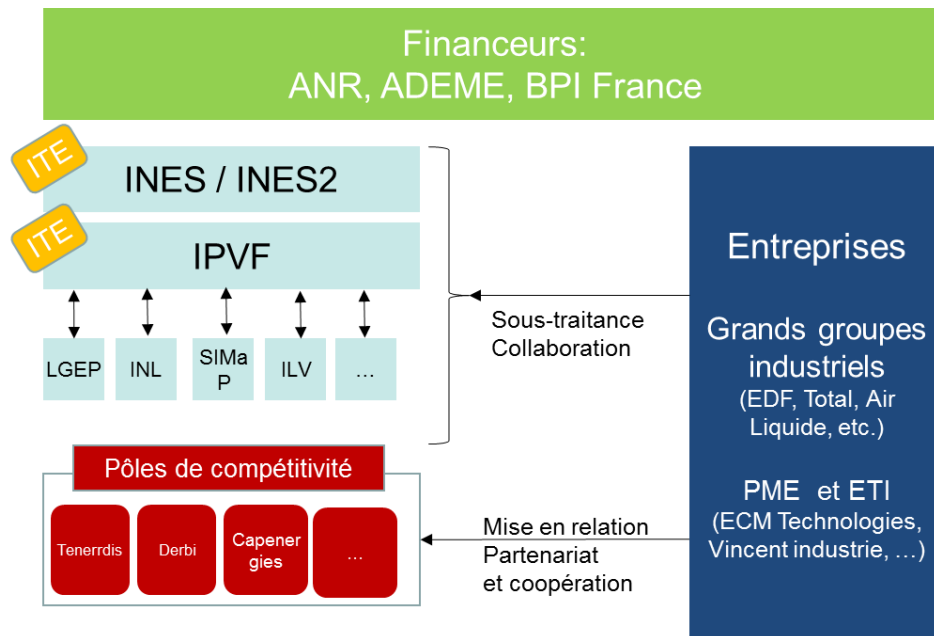 Financeurs:
ANR, ADEME, BPI France
ITE
INES / INES2
ITE
IPVF
LGEP
INL
SIMa
P
ILV
...
Sous-traitance
Collaboration
Entreprises
Grands groupes
industriels
(EDF, Total, Air
Liquide, etc.)
PME et ETI
(ECM Technologies,
Vincent industrie, ...)
Pôles de compétitivité
Tenerrdis
Derbi
Capener
gies
...
Mise en relation
Partenariat
et coopération